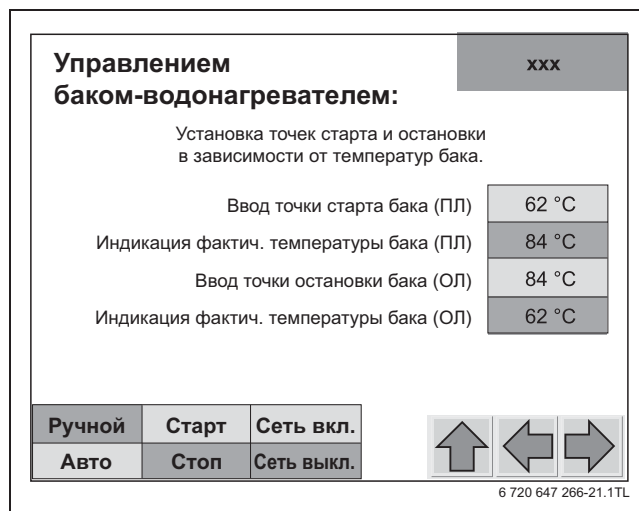 Управлением
баком-водонагревателем:
xxx
Установка точек старта и остановки
в зависимости от температур бака.
Ввод точки старта бака (ПЛ) 62 °C
Индикация фактич. температуры бака (ПЛ) 84 °C
Ввод точки остановки бака (ОЛ) 84 °C
Индикация фактич. температуры бака (ОЛ) 62 °C
Ручной Старт Сеть вкл.
Авто Стоп Сеть выкл.
6 720 647 266-21.1TL